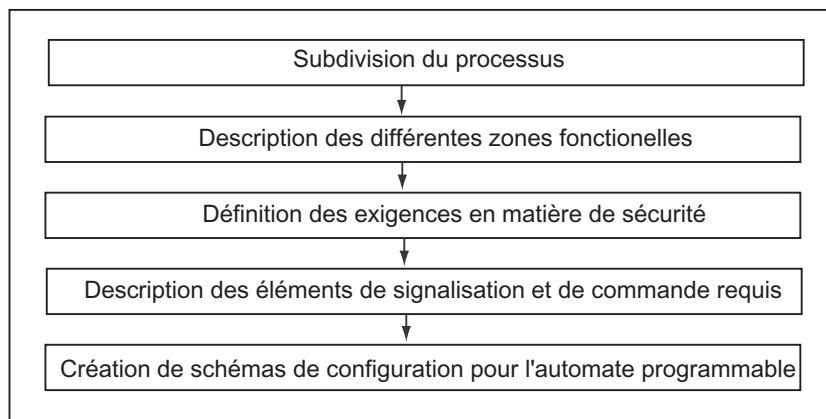 Subdivision du processus
Description des différentes zones fonctionelles
Définition des exigences en matière de sécurité
Description des éléments de signalisation et de commande requis
Création de schémas de configuration pour l'automate programmable